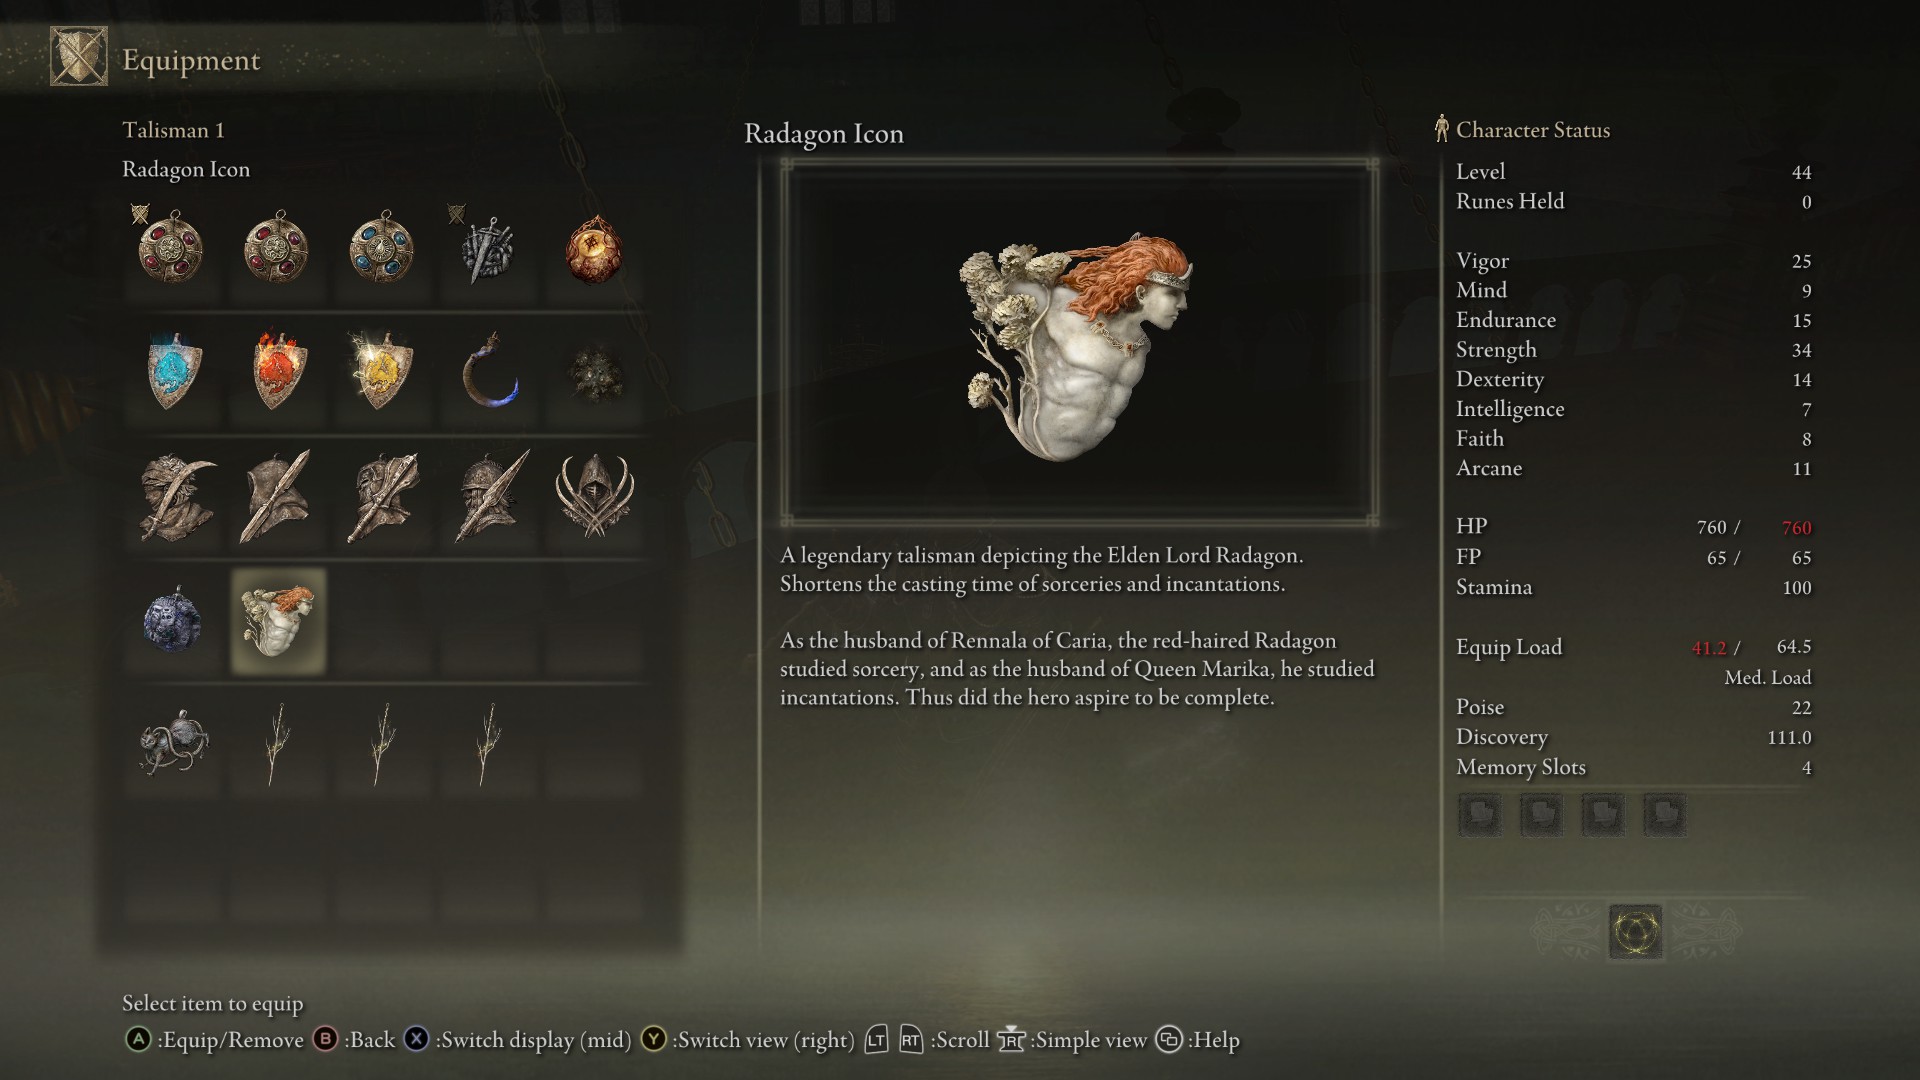 Equipment
Talisman 1
Radagon Icon
Radagon Icon
A legendary talisman depicting the Elden Lord Radagon.
Shortens the casting time of sorceries and incantations.
As the husband of Rennala of Caria, the red-haired Radagon
studied sorcery, and as the husband of Queen Marika, he studied
incantations. Thus did the hero aspire to be complete.
Character Status
Level 44
Runes Held 0
Vigor 25
Mind 9
Endurance 15
Strength 34
Dexterity 14
Intelligence 7
Faith 8
Arcane 11
HP 760 / 760
FP 65 / 65
Stamina 100
Equip Load 41.2 / 64.5
Med. Load
Poise 22
Discovery 111.0
Memory Slots 4
Select item to equip
A :Equip/Remove B :Back X :Switch display (mid) Y :Switch view (right) LT RT :Scroll R :Simple view :Help